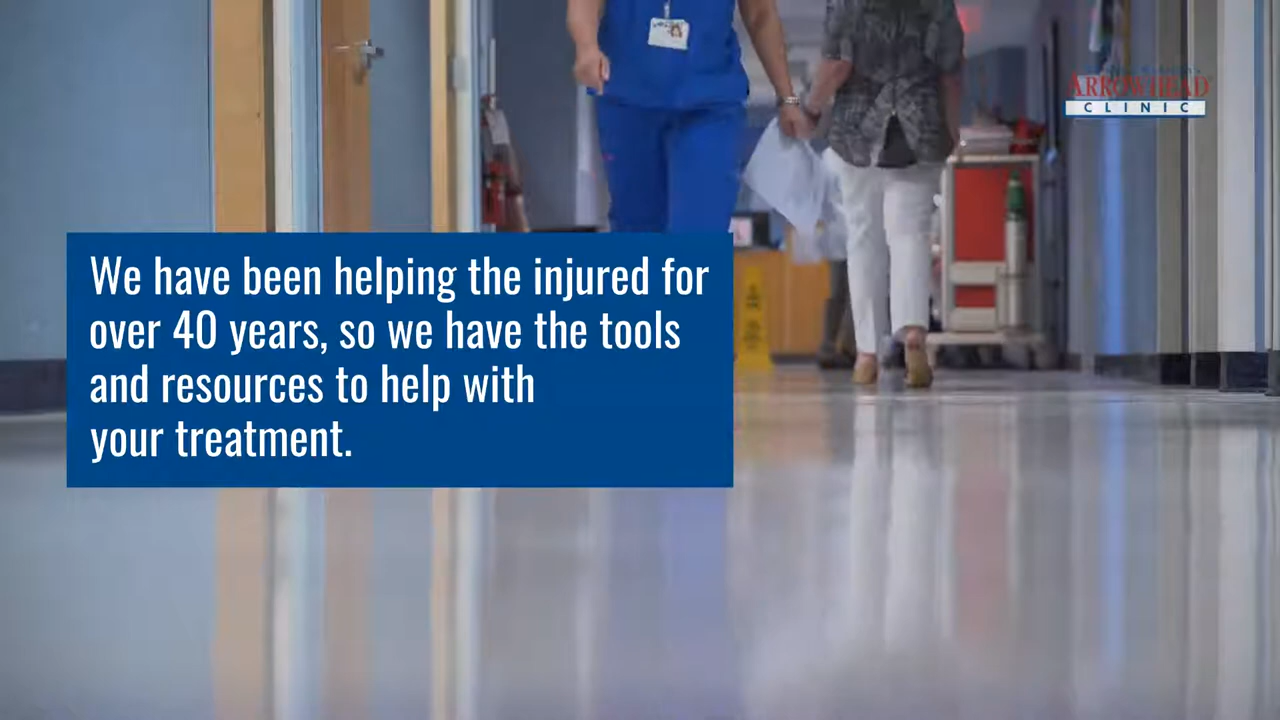 ARROWHEAD
CLINIC
We have been helping the injured for
over 40 years, so we have the tools
and resources to help with
your treatment.